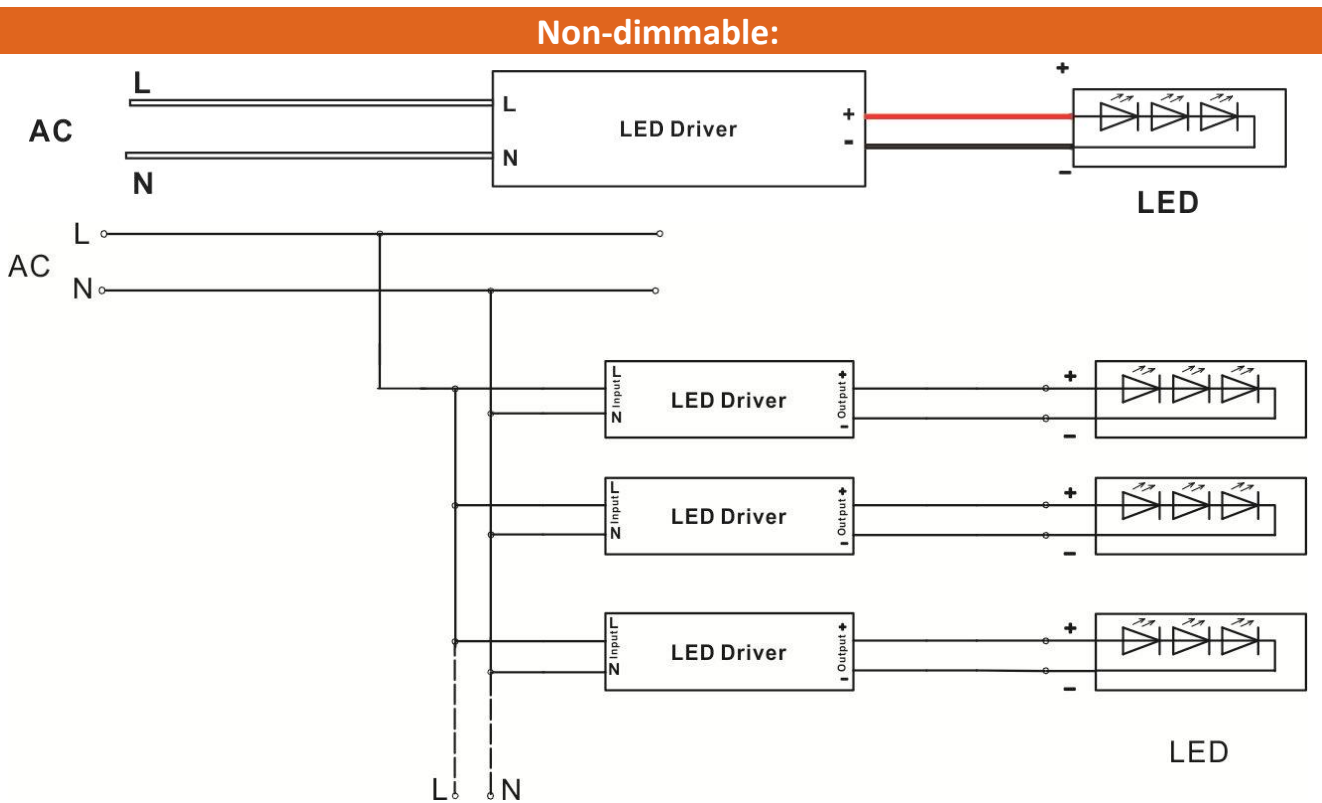 Non-dimmable:
L
AC
N
L
N
LED Driver
+
-
+
-
LED
L
AC
N
L
Input
N
LED Driver
+
Output
-
+
-
L
Input
N
LED Driver
+
Output
-
+
-
L
Input
N
LED Driver
+
Output
-
+
-
LED
L
N